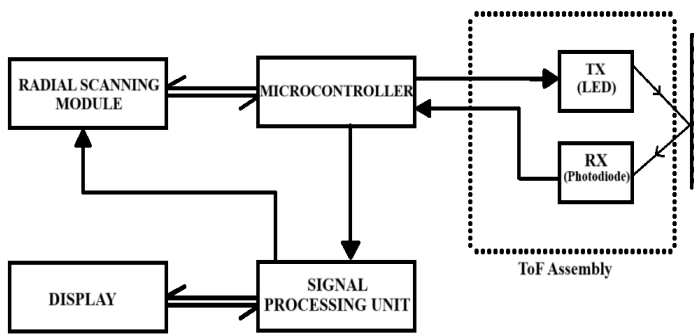 RADIAL SCANNING
MODULE
MICROCONTROLLER
TX
(LED)
RX
(Photodiode)
ToF Assembly
DISPLAY
SIGNAL
PROCESSING UNIT